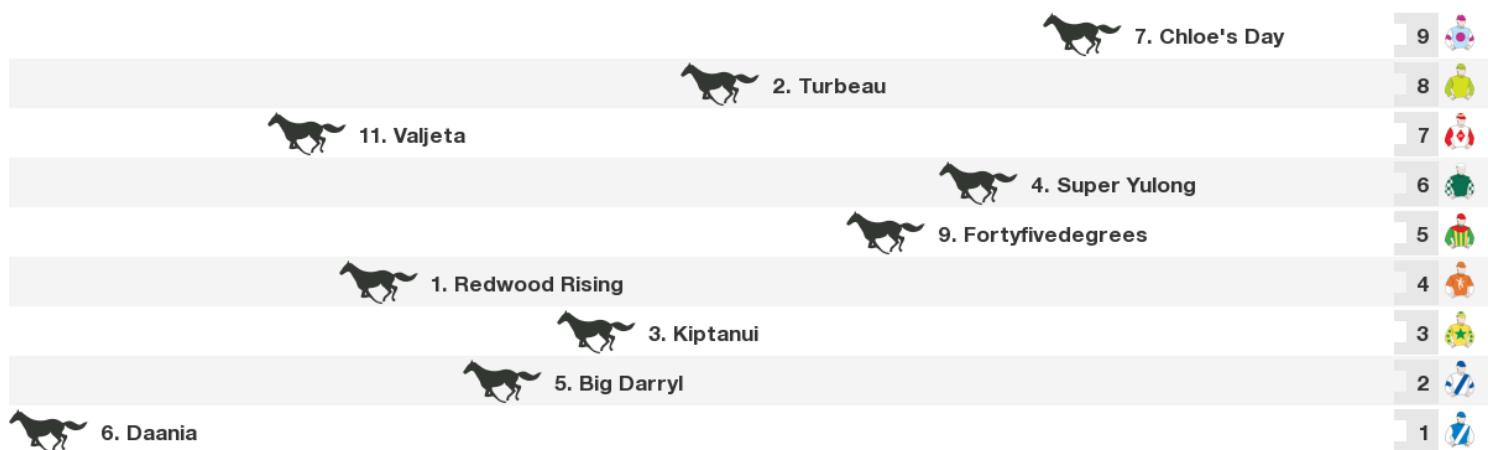 7. Chloe's Day 9
2. Turbeau 8
11. Valjeta 7
4. Super Yulong 6
9. Fortyfivedegrees 5
1. Redwood Rising 4
3. Kiptanui 3
5. Big Darryl 2
6. Daania 1